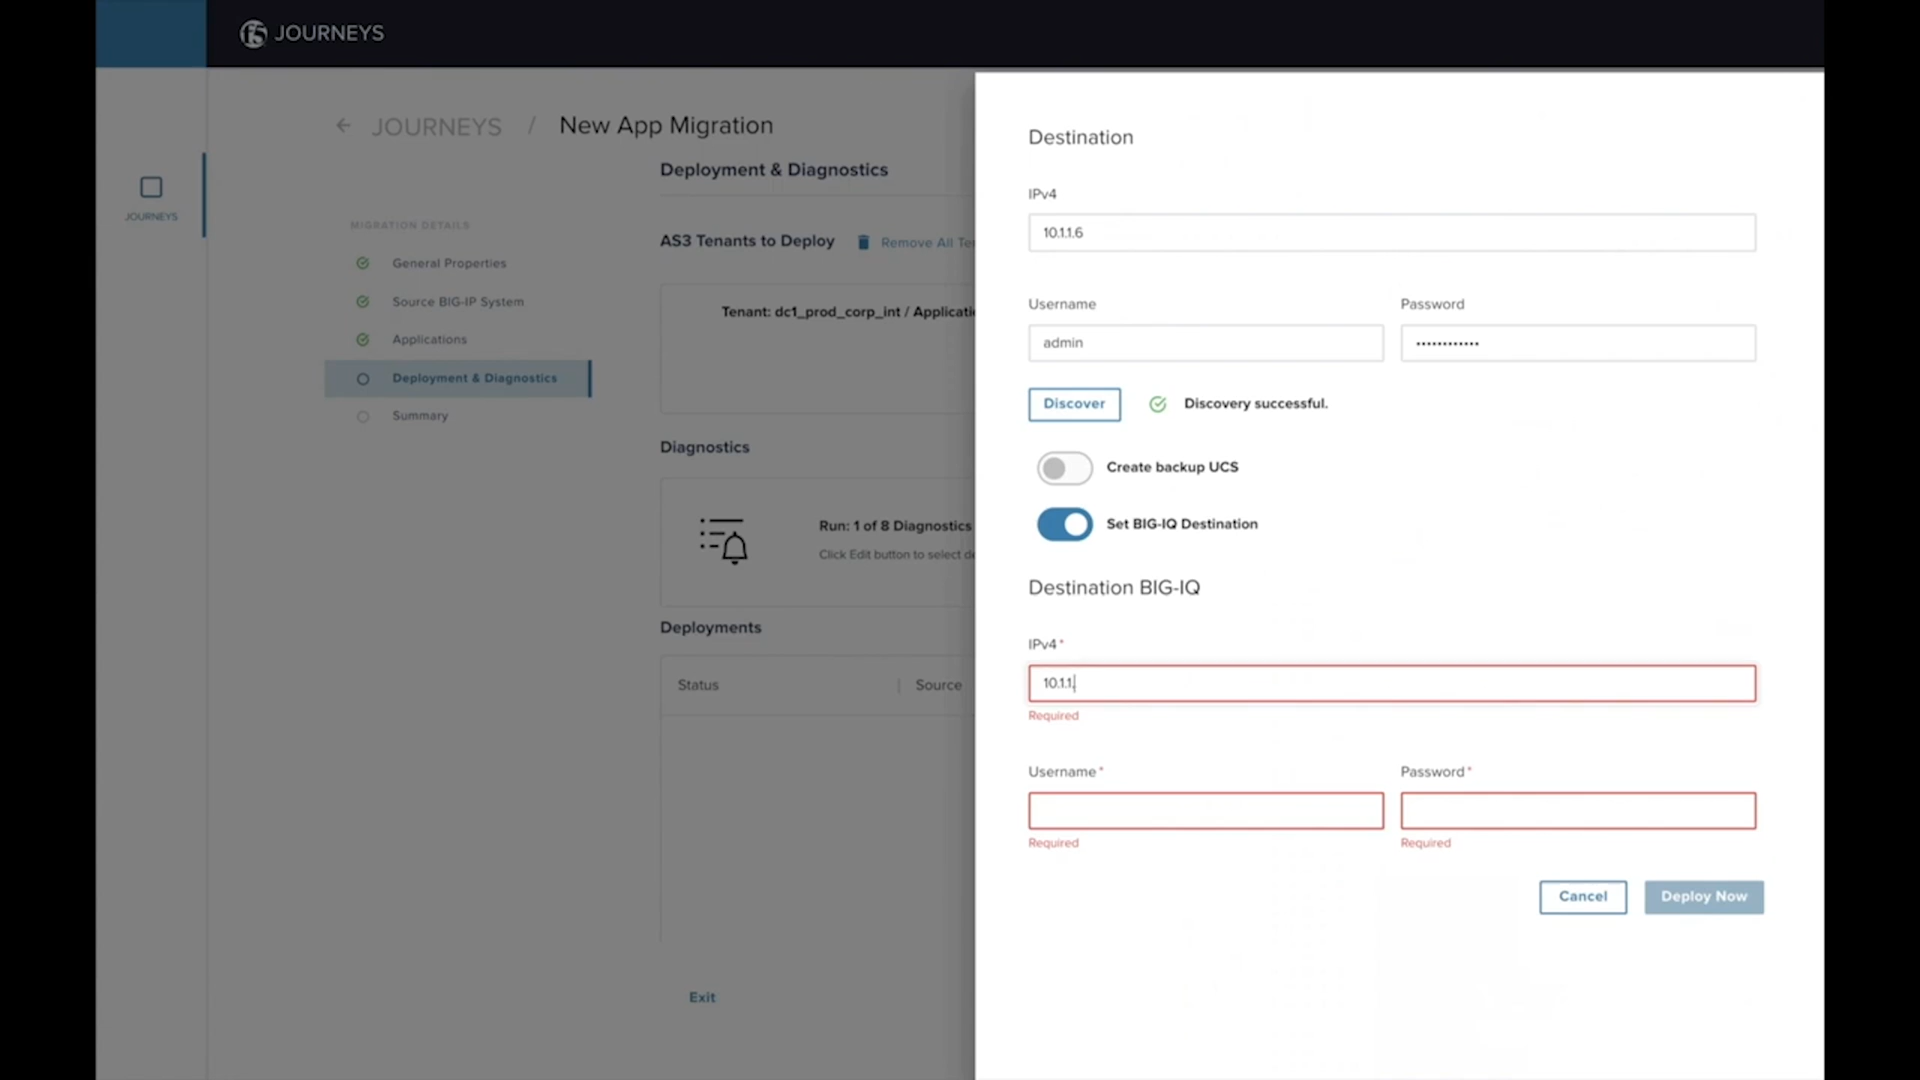 f5 JOURNEYS
JOURNEYS
JOURNEYS / New App Migration
MIGRATION DETAILS
General Properties
Source BIG-IP System
Applications
Deployment & Diagnostics
Summary
Deployment & Diagnostics
AS3 Tenants to Deploy Remove All Te
Tenant: dc1_prod_corp_int / Applicati
Diagnostics
Run: 1 of 8 Diagnostics
Click Edit button to select d
Deployments
Status Source
Exit
Destination
IPv4
10.1.1.6
Username Password
admin ••••••••••••
Discover Discovery successful.
Create backup UCS
Set BIG-IQ Destination
Destination BIG-IQ
IPv4*
10.1.1.
Required
Username* Password*
Required Required
Cancel Deploy Now